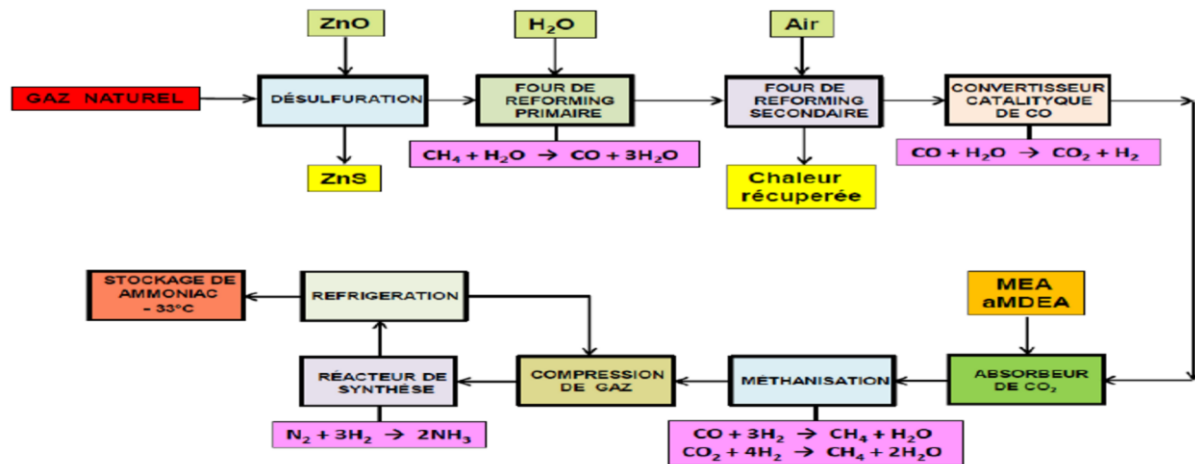 ZnO
H₂O
Air
GAZ NATUREL
DÉSULFURATION
FOUR DE
REFORMING
PRIMAIRE
FOUR DE
REFORMING
SECONDAIRE
CONVERTISSEUR
CATALITYQUE
DE CO
CH₄ + H₂O → CO + 3H₂O
CO + H₂O → CO₂ + H₂
ZnS
Chaleur
récuperée
STOCKAGE DE
AMMONIAC
- 33°C
REFRIGERATION
MEA
aMDEA
RÉACTEUR DE
SYNTHÉSE
COMPRESSION
DE GAZ
MÉTHANISATION
ABSORBEUR
DE CO₂
N₂ + 3H₂ → 2NH₃
CO + 3H₂ → CH₄ + H₂O
CO₂ + 4H₂ → CH₄ + 2H₂O